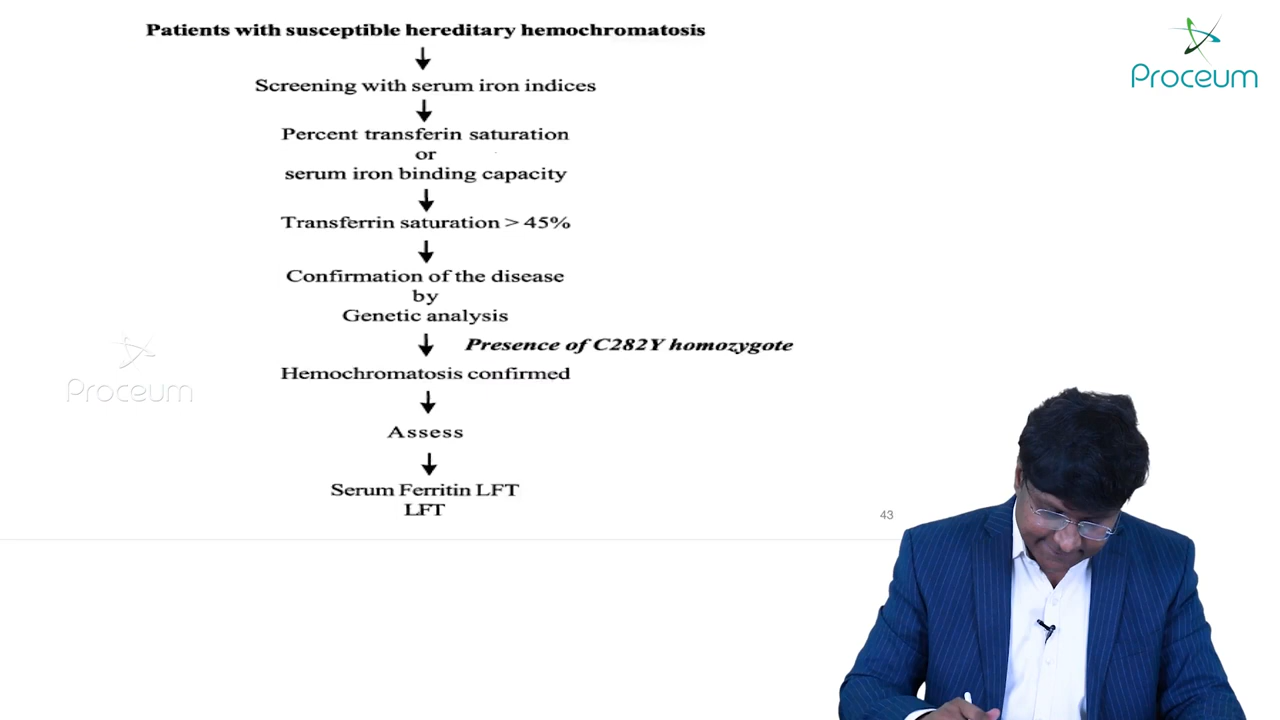 Patients with susceptible hereditary hemochromatosis
Proceum
Screening with serum iron indices
Percent transferin saturation
or
serum iron binding capacity
Transferrin saturation > 45%
Confirmation of the disease
by
Genetic analysis
Presence of C282Y homozygote
Hemochromatosis confirmed
Proceum
Assess
Serum Ferritin LFT
LFT
43